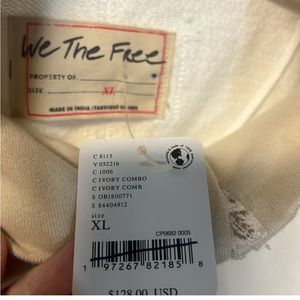 We The Free
PROPERTY OF
SIZE XL
MADE IN INDIA
C 8113
V 052216
C 1006
C IVORY COMBO
C IVORY COMB
S OB1800771
S 84404912
size
XL
CP0682 0005
1 97267 82185 8
$128.00 USD